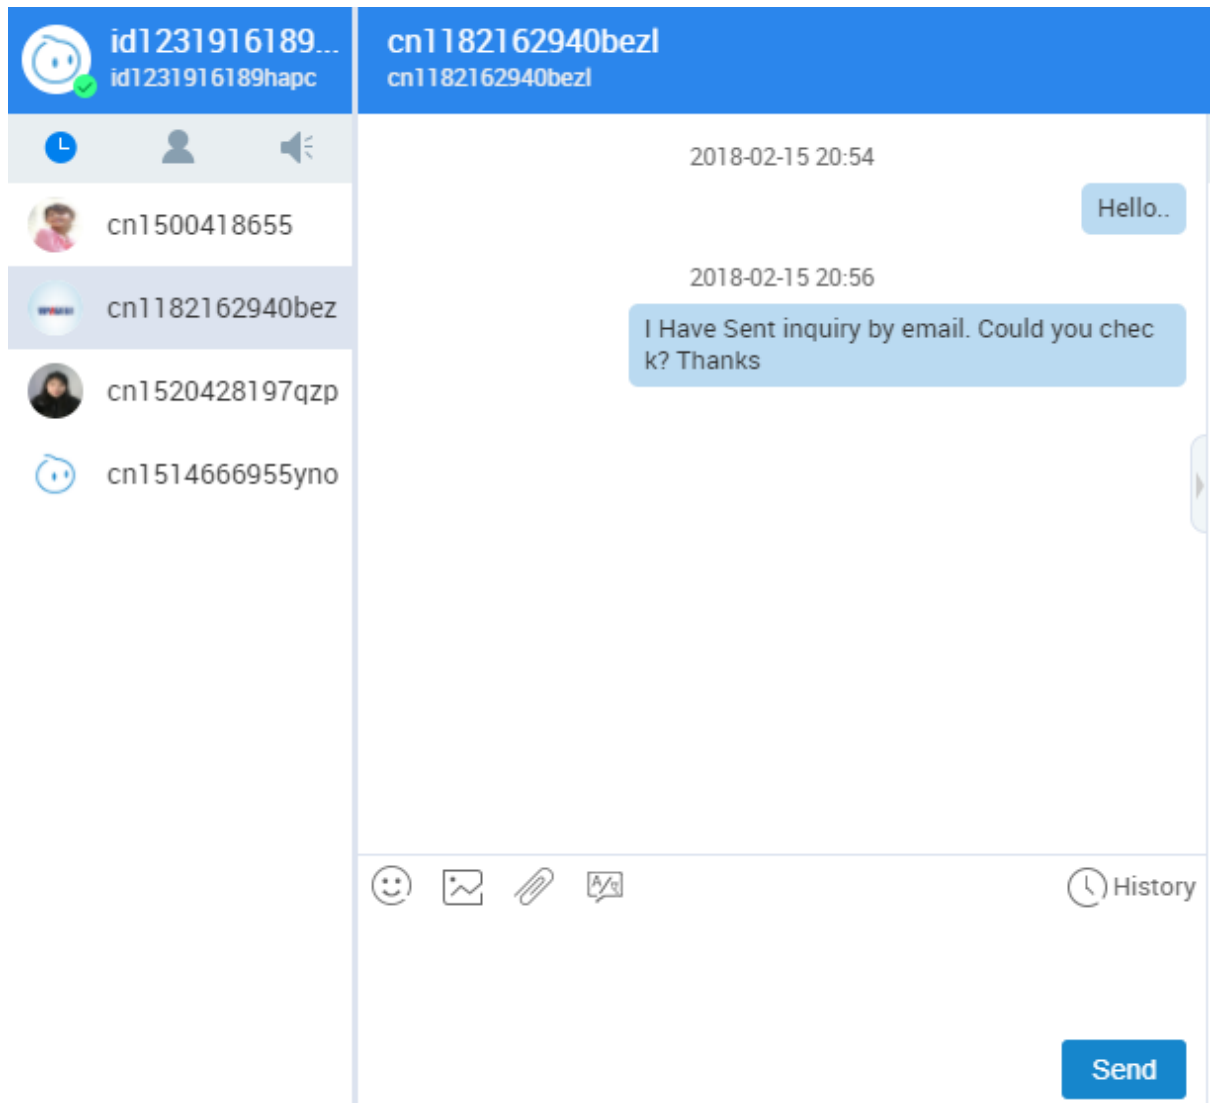 id1231916189...
id1231916189hapc
cn1182162940bezl
cn1182162940bezl
cn1500418655
cn1182162940bez
cn1520428197qzp
cn1514666955yno
2018-02-15 20:54
Hello..
2018-02-15 20:56
I Have Sent inquiry by email. Could you chec
k? Thanks
History
Send